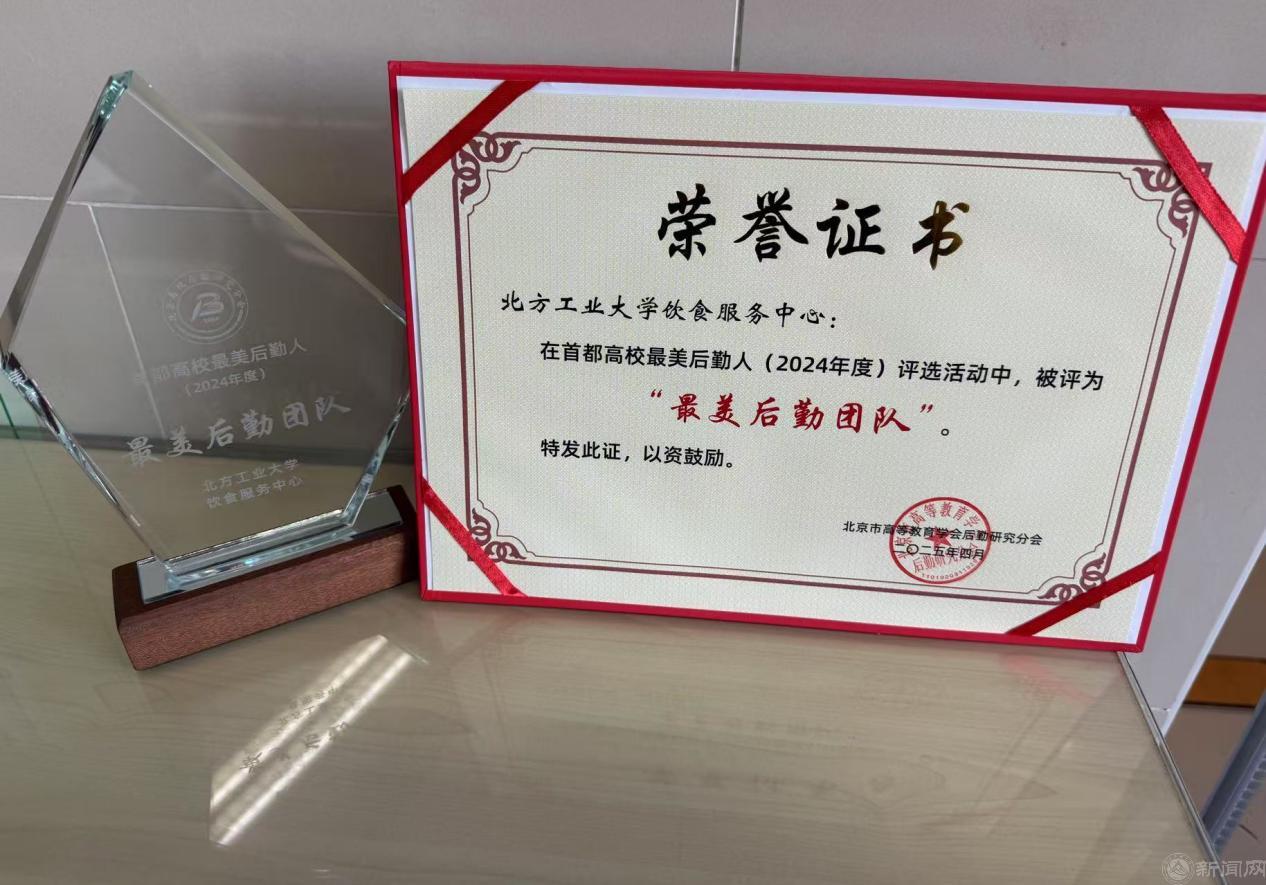 都高校最美后勤人
(2024年度)
最美后勤团队
北方工业大学
饮食服务中心
荣誉证书
北方工业大学饮食服务中心：
在首都高校最美后勤人（2024年度）评选活动中，被评为
“最美后勤团队”。
特发此证，以资鼓励。
北京市高等教育学会后勤研究分会
二〇二五年四月
新闻网